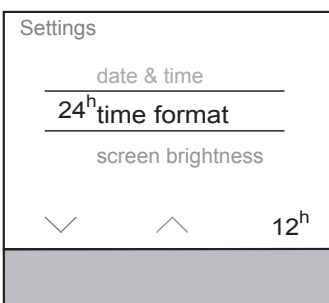 Settings
date & time
24h time format
screen brightness
12h